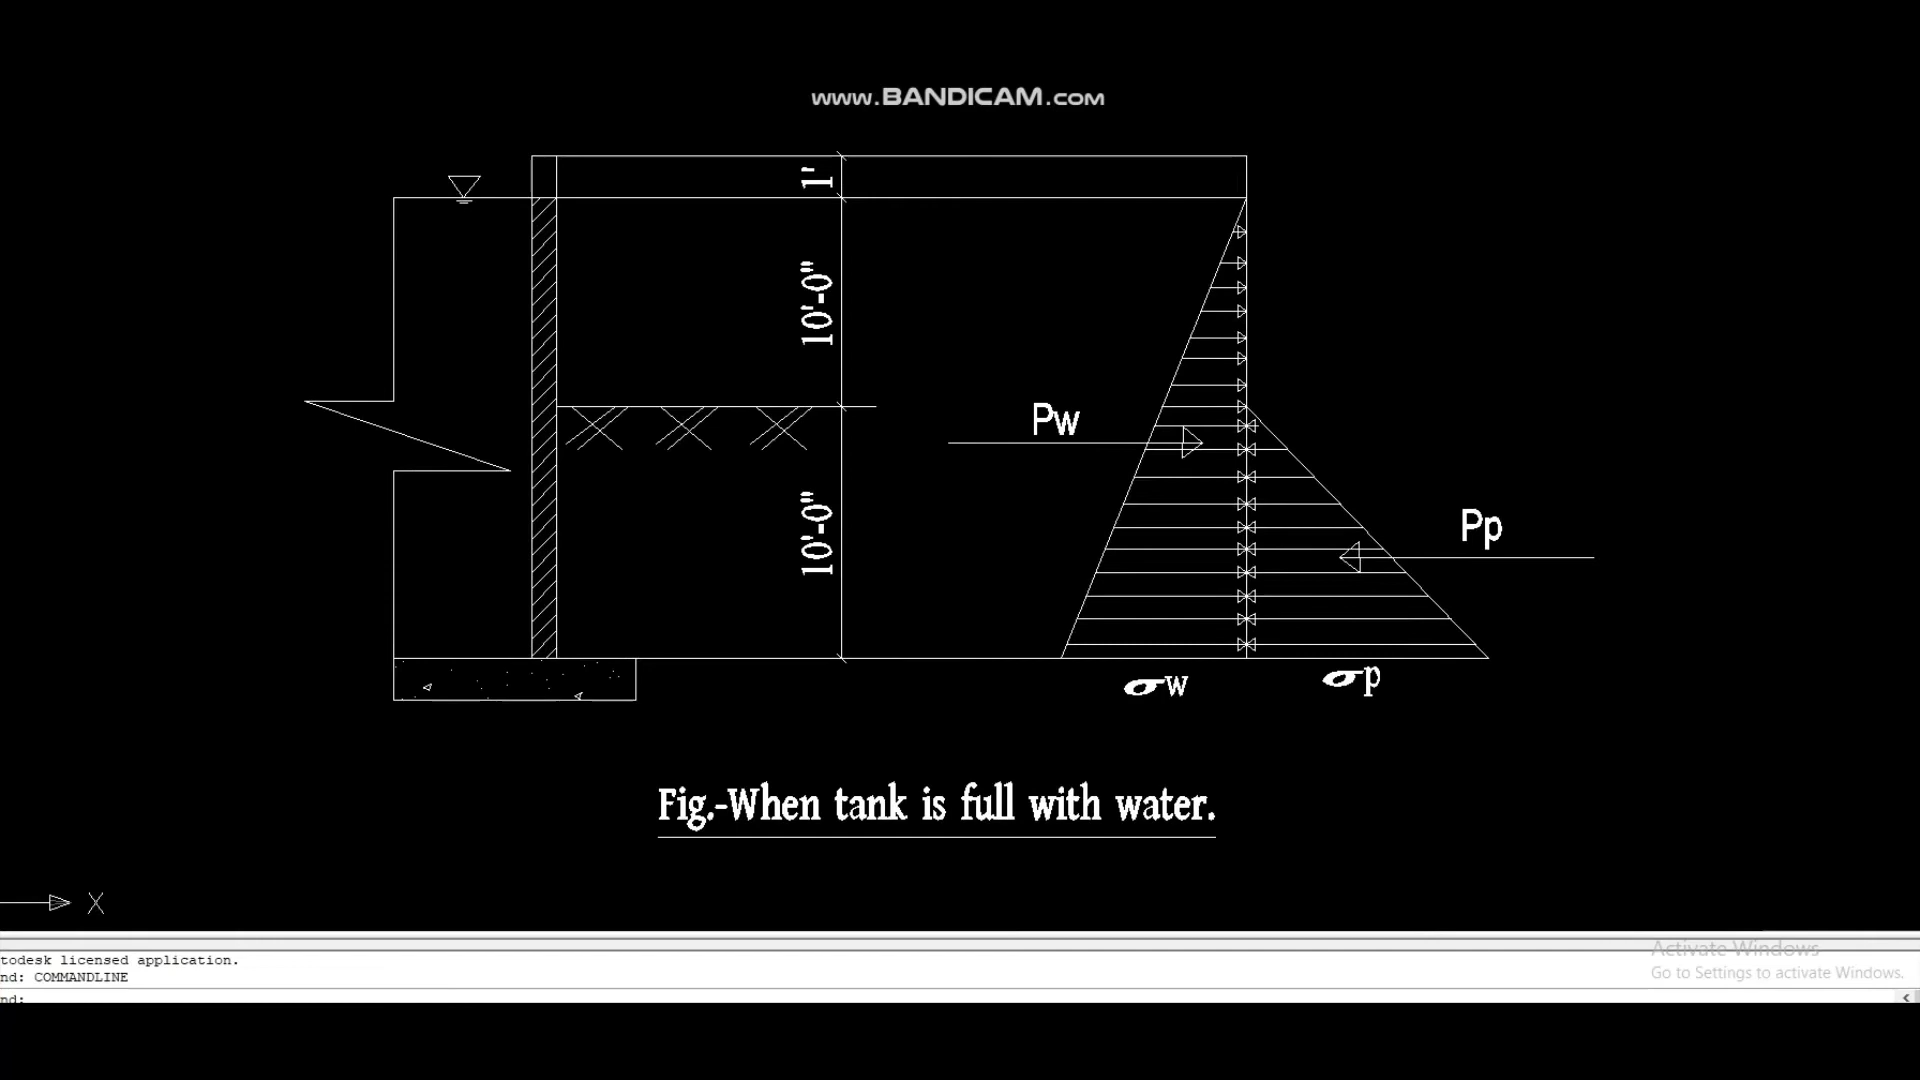 www.BANDICAM.com
1'
10'-0"
Pw
10'-0"
Pp
σw
σp
Fig.-When tank is full with water.
X
Activate Windows
todesk licensed application.
Go to Settings to activate Windows.
nd: COMMANDLINE
nd: